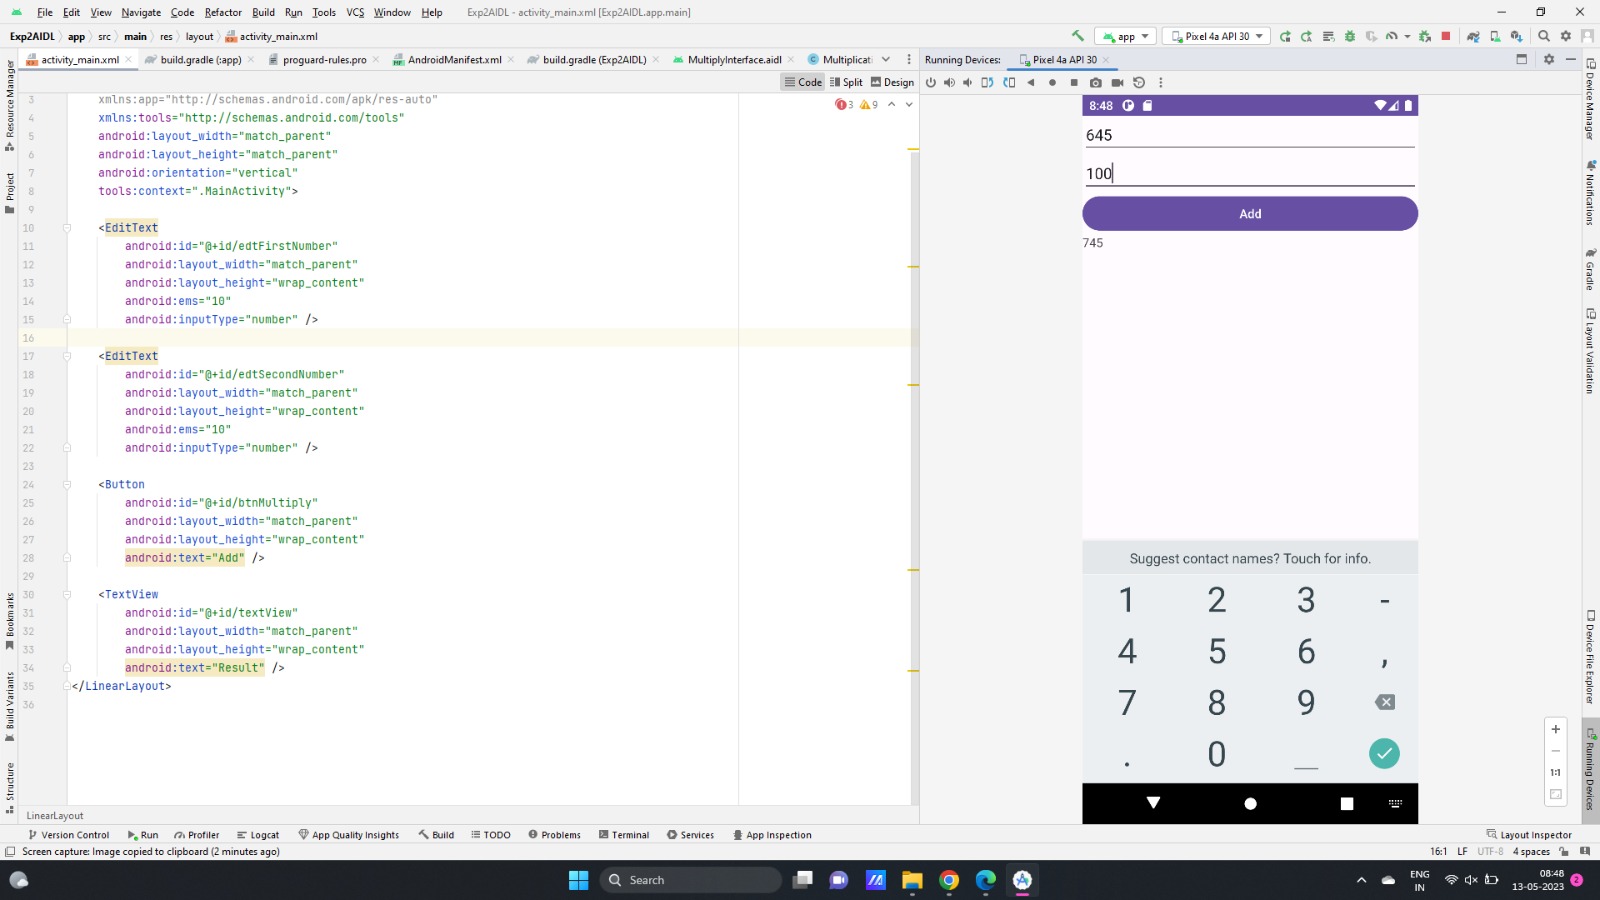 File Edit View Navigate Code Refactor Build Run Tools VCS Window Help Exp2AIDL - activity_main.xml [Exp2AIDL.app.main]
Exp2AIDL app src main res layout activity_main.xml app Pixel 4a API 30
activity_main.xml build.gradle (:app) proguard-rules.pro AndroidManifest.xml build.gradle (Exp2AIDL) MultiplyInterface.aidl Multiplicati Running Devices: Pixel 4a API 30
Code Split Design
3 xmlns:app="http://schemas.android.com/apk/res-auto"
3 9
4 xmlns:tools="http://schemas.android.com/tools"
5 android:layout_width="match_parent"
6 android:layout_height="match_parent"
7 android:orientation="vertical"
8 tools:context=".MainActivity">
9
10 <EditText
11 android:id="@+id/edtFirstNumber"
12 android:layout_width="match_parent"
13 android:layout_height="wrap_content"
14 android:ems="10"
15 android:inputType="number" />
16
17 <EditText
18 android:id="@+id/edtSecondNumber"
19 android:layout_width="match_parent"
20 android:layout_height="wrap_content"
21 android:ems="10"
22 android:inputType="number" />
23
24 <Button
25 android:id="@+id/btnMultiply"
26 android:layout_width="match_parent"
27 android:layout_height="wrap_content"
28 android:text="Add" />
29
30 <TextView
31 android:id="@+id/textView"
32 android:layout_width="match_parent"
33 android:layout_height="wrap_content"
34 android:text="Result" />
35 </LinearLayout>
36
LinearLayout
8:48
645
100
Add
745
Suggest contact names? Touch for info.
1 2 3 -
4 5 6 ,
7 8 9
. 0
1:1
Resource Manager
Project
Bookmarks
Build Variants
Structure
Device Manager
Notifications
Gradle
Layout Validation
Device File Explorer
Running Devices
Version Control Run Profiler Logcat App Quality Insights Build TODO Problems Terminal Services App Inspection Layout Inspector
Screen capture: Image copied to clipboard (2 minutes ago) 16:1 LF UTF-8 4 spaces
Search
ENG
IN
08:48
13-05-2023
2